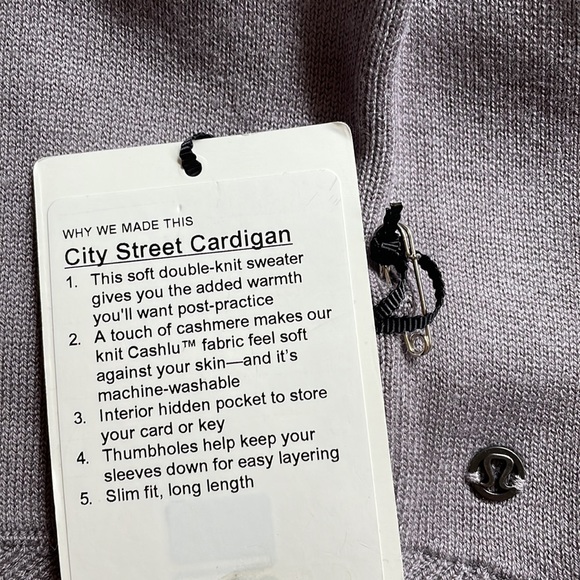 WHY WE MADE THIS
City Street Cardigan
1. This soft double-knit sweater
gives you the added warmth
you'll want post-practice
2. A touch of cashmere makes our
knit Cashlu™ fabric feel soft
against your skin—and it's
machine-washable
3. Interior hidden pocket to store
your card or key
4. Thumbholes help keep your
sleeves down for easy layering
5. Slim fit, long length